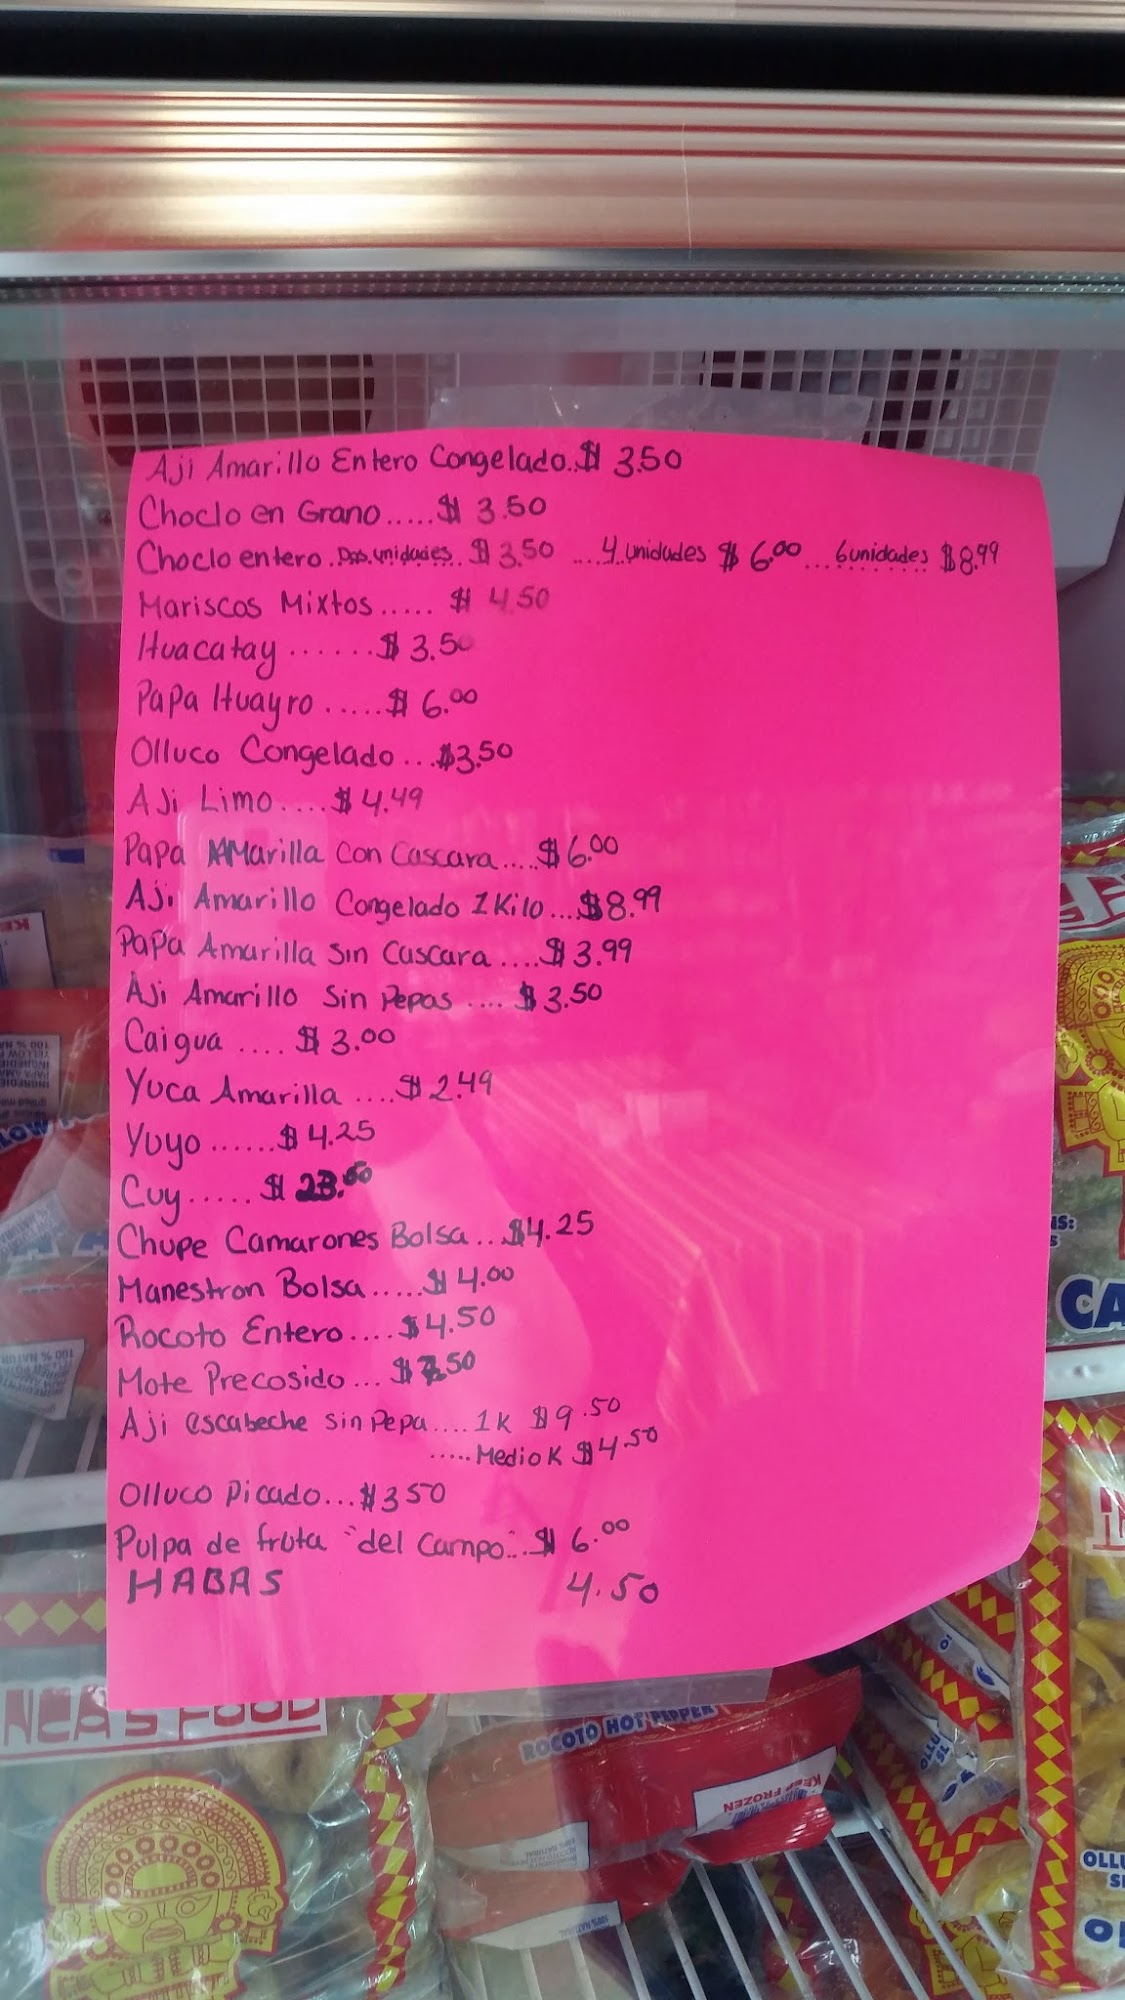 Aji Amarillo Entero Congelado..$ 3.50
Choclo en Grano.....$ 3.50
Choclo entero.Dos.unidades..$ 3.50 ....4 unidades $ 6.00 ...6unidades $8.99
Mariscos Mixtos..... $ 4.50
Huacatay.......$ 3.50
Papa Huayro.....$ 6.00
Olluco Congelado...$3.50
Aji Limo....$ 4.49
Papa AMarilla Con Cascara....$6.00
Aji Amarillo Congelado 1Kilo...$8.99
Papa Amarilla Sin Cascara....$ 3.99
Aji Amarillo Sin Pepas.... $ 3.50
Caigua.... $ 3.00
Yuca Amarilla....$ 2.49
Yuyo......$ 4.25
Cuy.....$
Chupe Camarones Bolsa..$4.25
Manestron Bolsa.....$ 4.00
Rocoto Entero....$4.50
Mote Precosido...
Aji escabeche sin Pepa....1K $9.50
.....Medio K $4.50
Olluco Picado...$3 50
Pulpa de fruta "del Campo"..$ 6.00
HABAS 4.50
NCA'S FOOD
ROCOTO HOT PEPPER
KEEP FROZEN
CA
OLLU